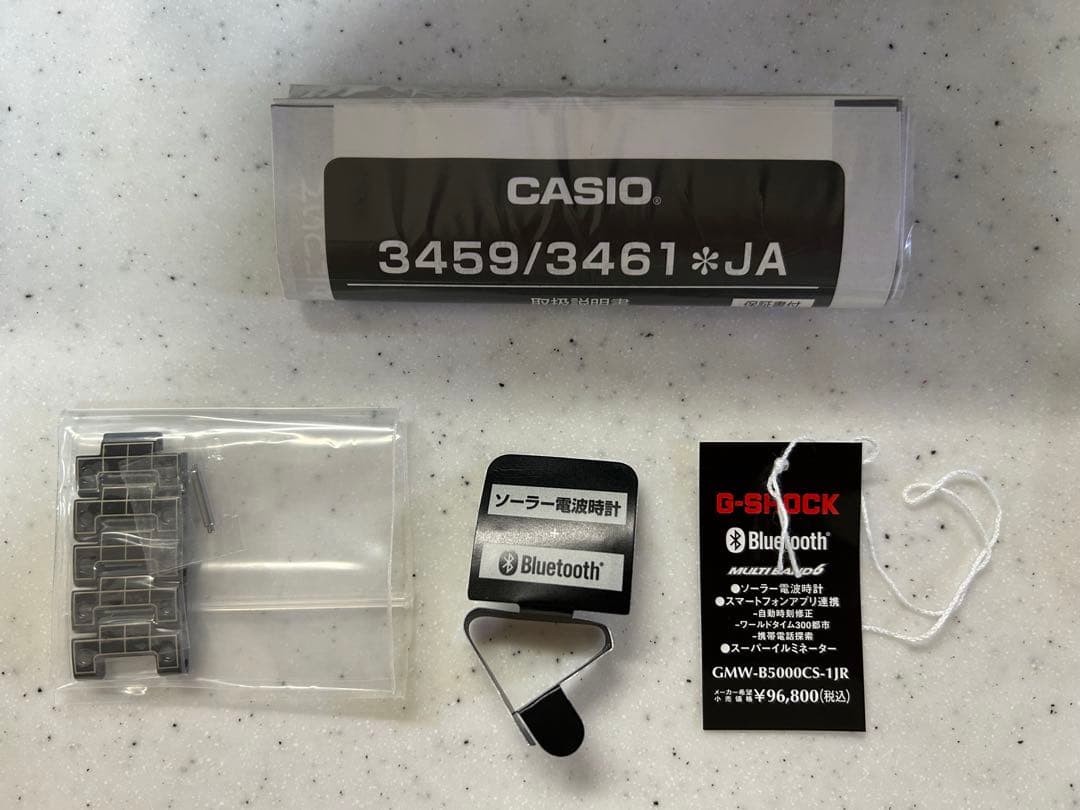 CASIO®
3459/3461*JA
取扱説明書
保証書付
ソーラー電波時計
+
Bluetooth®
G-SHOCK
Bluetooth®
MULTI BAND 6
●ソーラー電波時計
●スマートフォンアプリ連携
-自動時刻修正
-ワールドタイム300都市
-携帯電話探索
●スーパーイルミネーター
GMW-B5000CS-1JR
メーカー希望
小売価格 ¥96,800(税込)